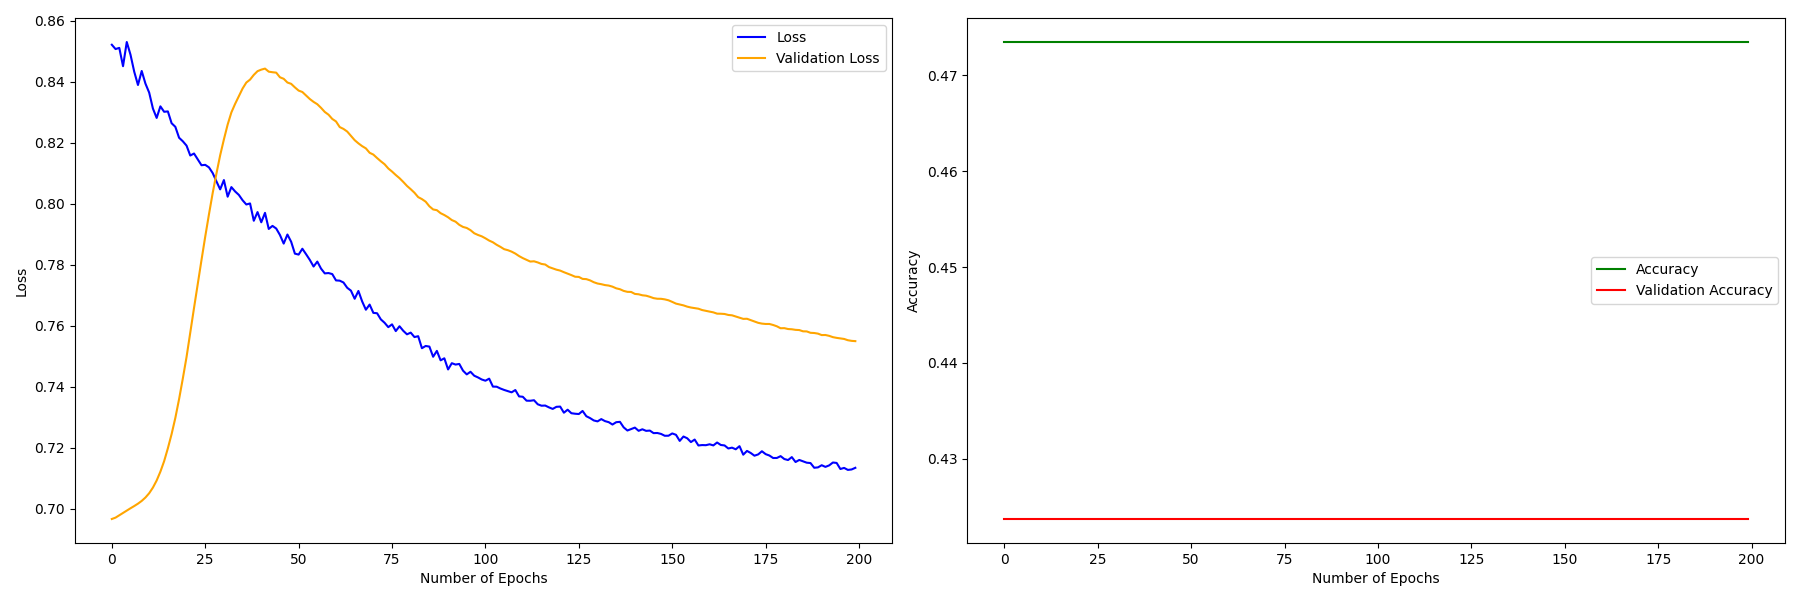 0.86
0.84
0.82
0.80
0.78
0.76
0.74
0.72
0.70
Loss
0 25 50 75 100 125 150 175 200
Number of Epochs
Loss
Validation Loss
0.47
0.46
0.45
0.44
0.43
Accuracy
0 25 50 75 100 125 150 175 200
Number of Epochs
Accuracy
Validation Accuracy